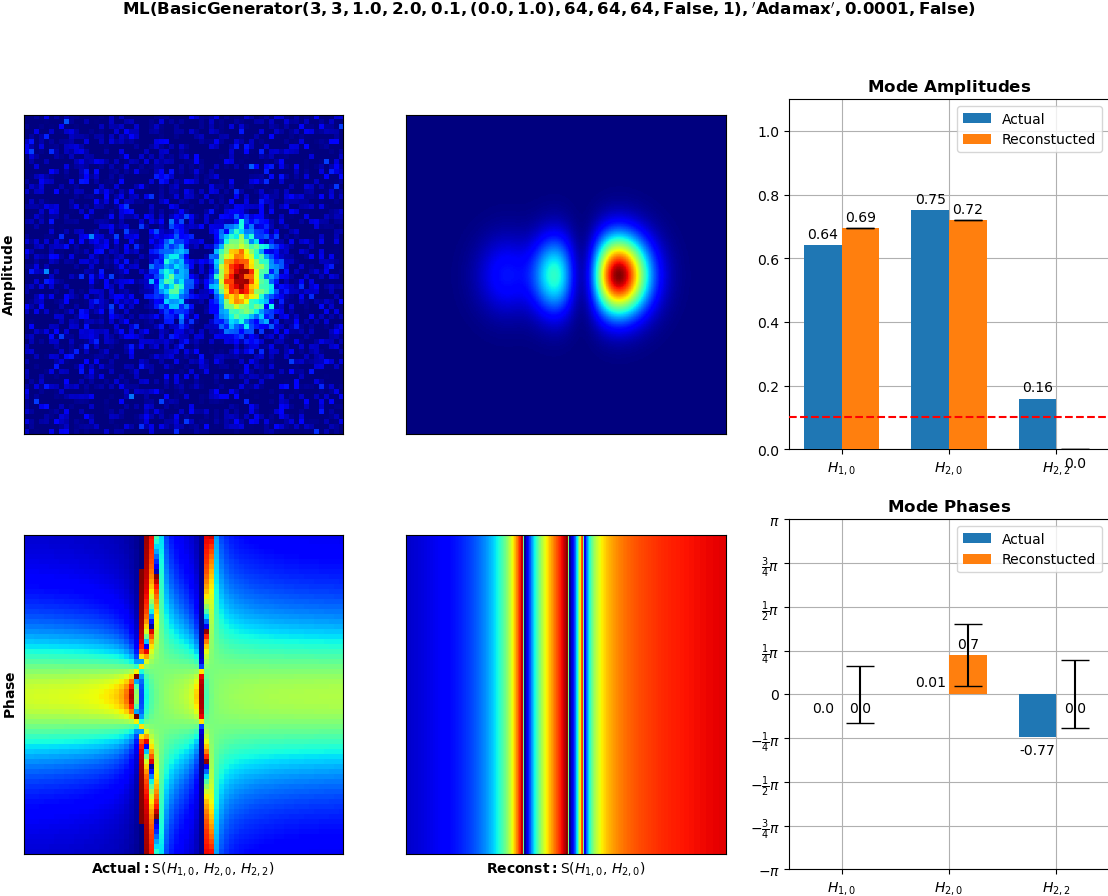 ML(BasicGenerator(3, 3, 1.0, 2.0, 0.1, (0.0, 1.0), 64, 64, 64, False, 1), ′Adamax′, 0.0001, False)
Amplitude
Mode Amplitudes
Actual
Reconstucted
1.0
0.8
0.6
0.4
0.2
0.0
0.64
0.69
0.75
0.72
0.16
0.0
H1,0
H2,0
H2,2
Phase
Actual: S(H1,0, H2,0, H2,2)
Reconst: S(H1,0, H2,0)
Mode Phases
Actual
Reconstucted
π
3/4π
1/2π
1/4π
0
−1/4π
−1/2π
−3/4π
−π
0.0
0.0
0.01
0.7
-0.77
0.0
H1,0
H2,0
H2,2